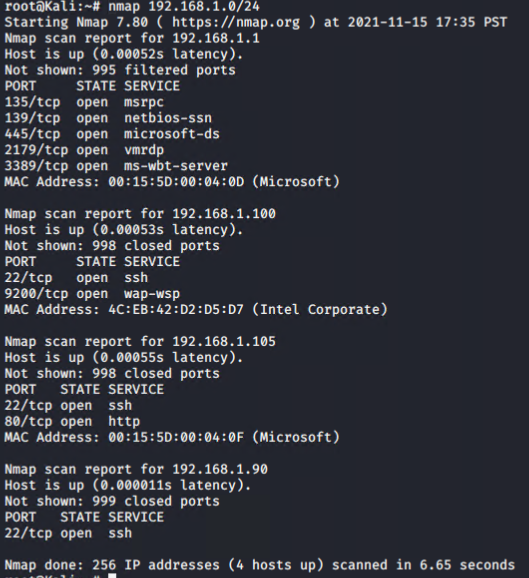 root@Kali:~# nmap 192.168.1.0/24
Starting Nmap 7.80 ( https://nmap.org ) at 2021-11-15 17:35 PST
Nmap scan report for 192.168.1.1
Host is up (0.00052s latency).
Not shown: 995 filtered ports
PORT     STATE SERVICE
135/tcp  open  msrpc
139/tcp  open  netbios-ssn
445/tcp  open  microsoft-ds
2179/tcp open  vmrdp
3389/tcp open  ms-wbt-server
MAC Address: 00:15:5D:00:04:0D (Microsoft)

Nmap scan report for 192.168.1.100
Host is up (0.00053s latency).
Not shown: 998 closed ports
PORT     STATE SERVICE
22/tcp   open  ssh
9200/tcp open  wap-wsp
MAC Address: 4C:EB:42:D2:D5:D7 (Intel Corporate)

Nmap scan report for 192.168.1.105
Host is up (0.00055s latency).
Not shown: 998 closed ports
PORT   STATE SERVICE
22/tcp open  ssh
80/tcp open  http
MAC Address: 00:15:5D:00:04:0F (Microsoft)

Nmap scan report for 192.168.1.90
Host is up (0.000011s latency).
Not shown: 999 closed ports
PORT   STATE SERVICE
22/tcp open  ssh

Nmap done: 256 IP addresses (4 hosts up) scanned in 6.65 seconds
root@Kali:~#